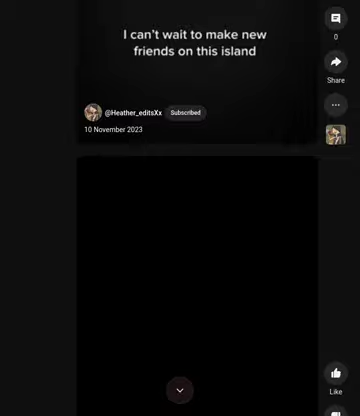 I can't wait to make new
friends on this island
0
@Heather_editsXx Subscribed
Share
10 November 2023
Like